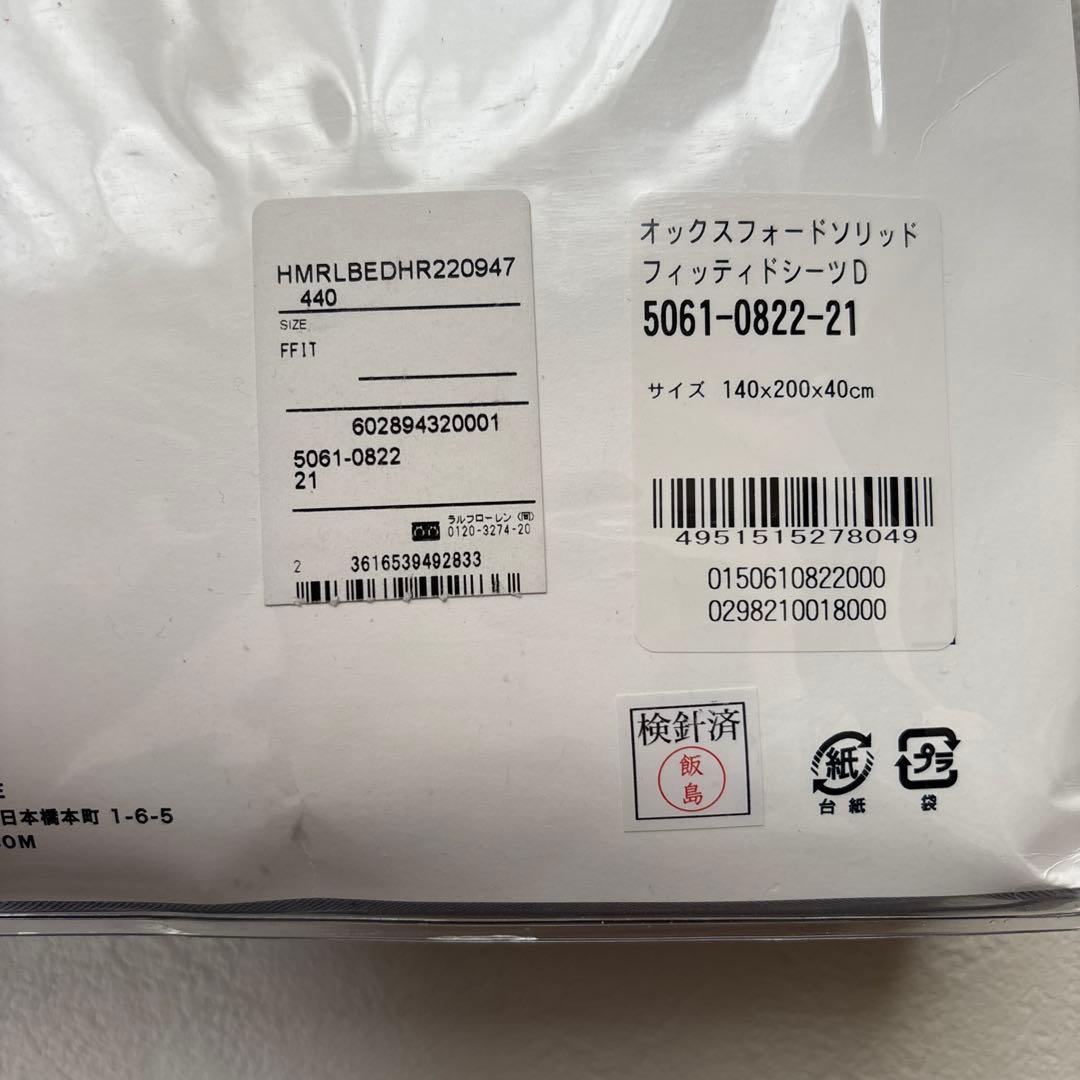 HMRLBEDHR220947
440
SIZE
FFIT
602894320001
5061-0822
21
ラルフローレン (同)
0120-3274-20
2 3616539492833
オックスフォードソリッド
フィッティドシーツD
5061-0822-21
サイズ 140x200x40cm
4951515278049
0150610822000
0298210018000
検針済
飯島
紙
台紙
プラ
袋
日本橋本町 1-6-5
OM